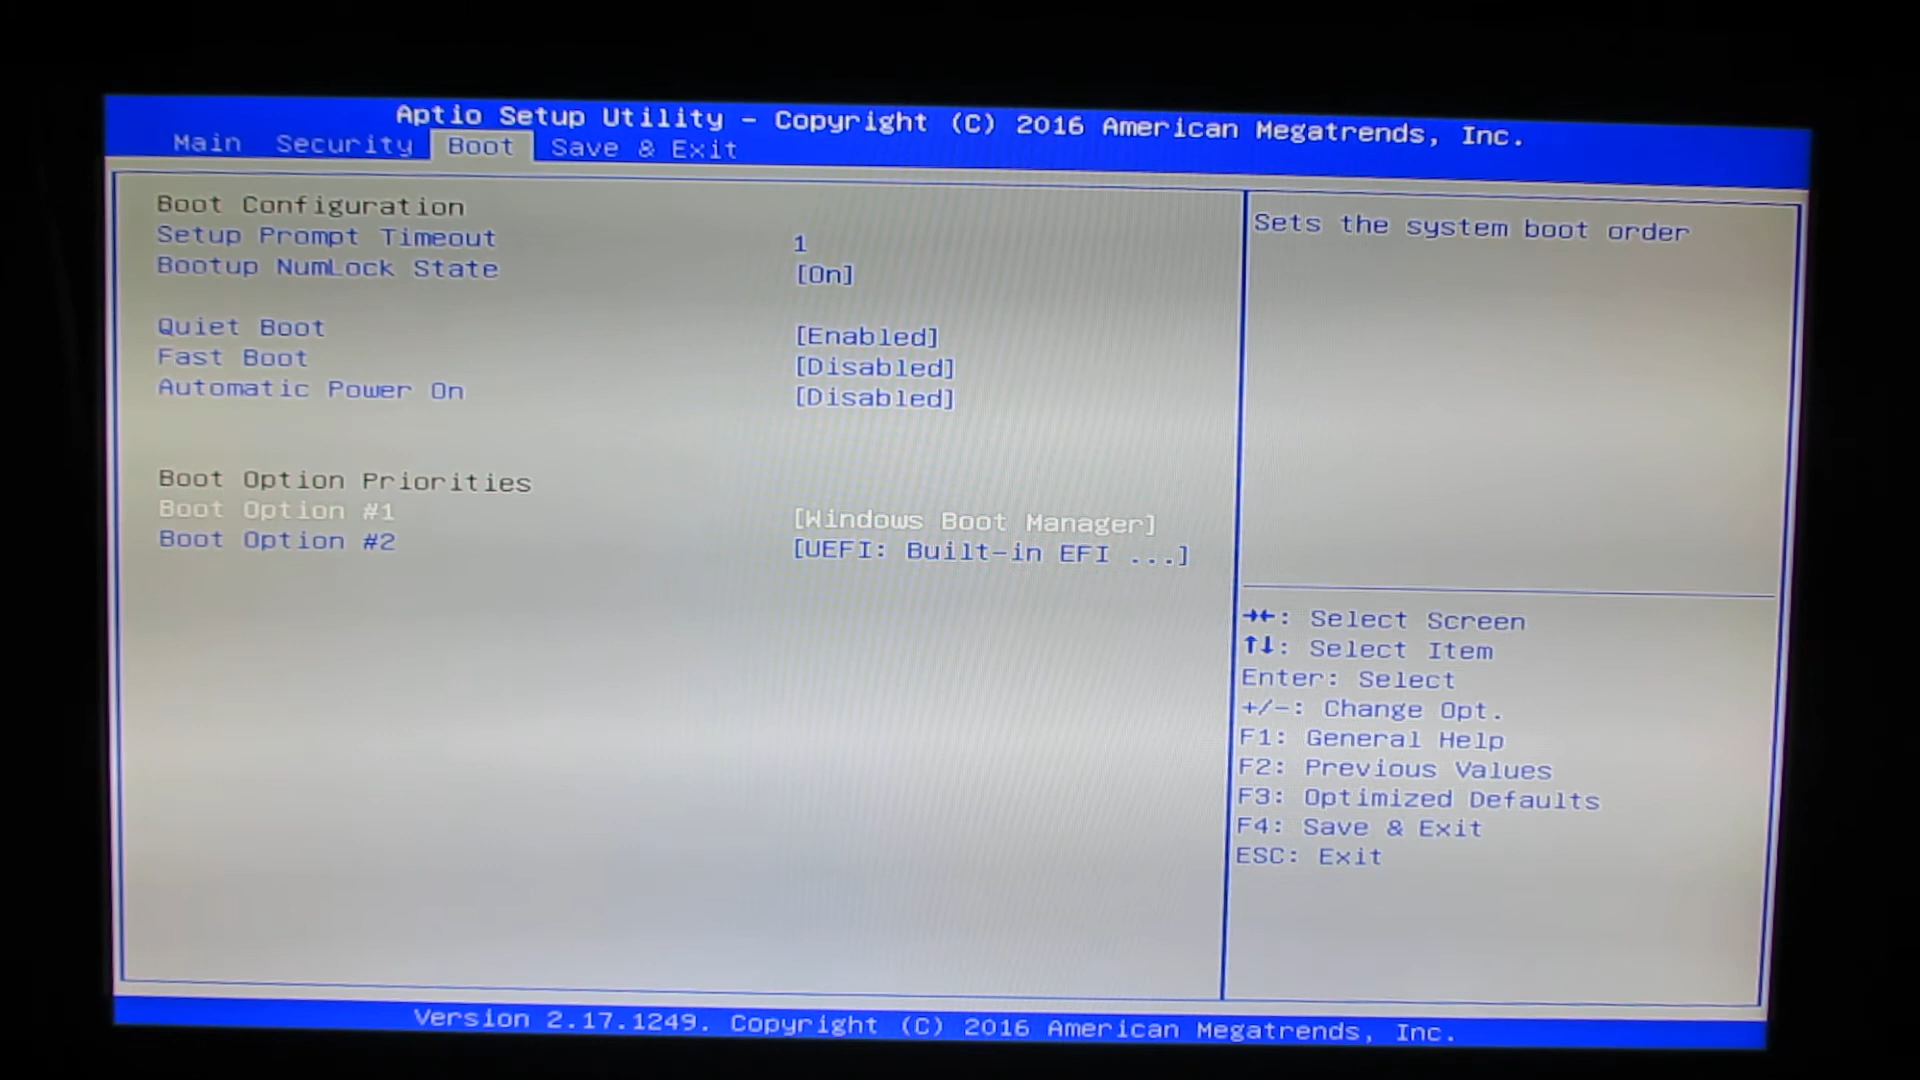 Aptio Setup Utility – Copyright (C) 2016 American Megatrends, Inc.
Main Security Boot Save & Exit
Boot Configuration
Setup Prompt Timeout 1
Bootup NumLock State [On]
Quiet Boot [Enabled]
Fast Boot [Disabled]
Automatic Power On [Disabled]
Boot Option Priorities
Boot Option #1 [Windows Boot Manager]
Boot Option #2 [UEFI: Built-in EFI ...]
Sets the system boot order
→←: Select Screen
↑↓: Select Item
Enter: Select
+/-: Change Opt.
F1: General Help
F2: Previous Values
F3: Optimized Defaults
F4: Save & Exit
ESC: Exit
Version 2.17.1249. Copyright (C) 2016 American Megatrends, Inc.